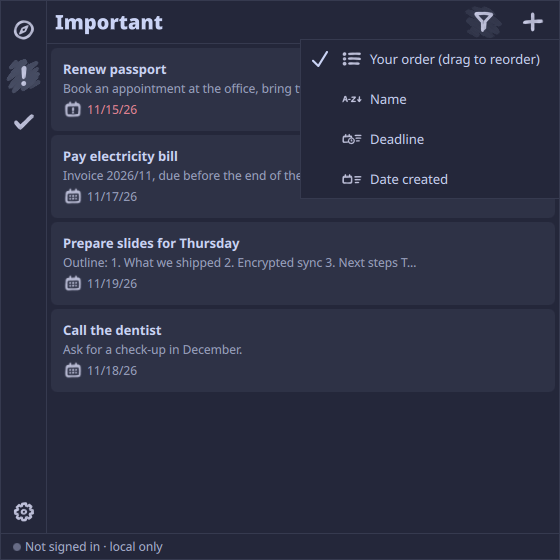 Important
Your order (drag to reorder)
A-Z
Name
Deadline
Date created
Renew passport
Book an appointment at the office, bring
11/15/26
Pay electricity bill
Invoice 2026/11, due before the end of the
11/17/26
Prepare slides for Thursday
Outline: 1. What we shipped 2. Encrypted sync 3. Next steps T...
11/19/26
Call the dentist
Ask for a check-up in December.
11/18/26
Not signed in · local only